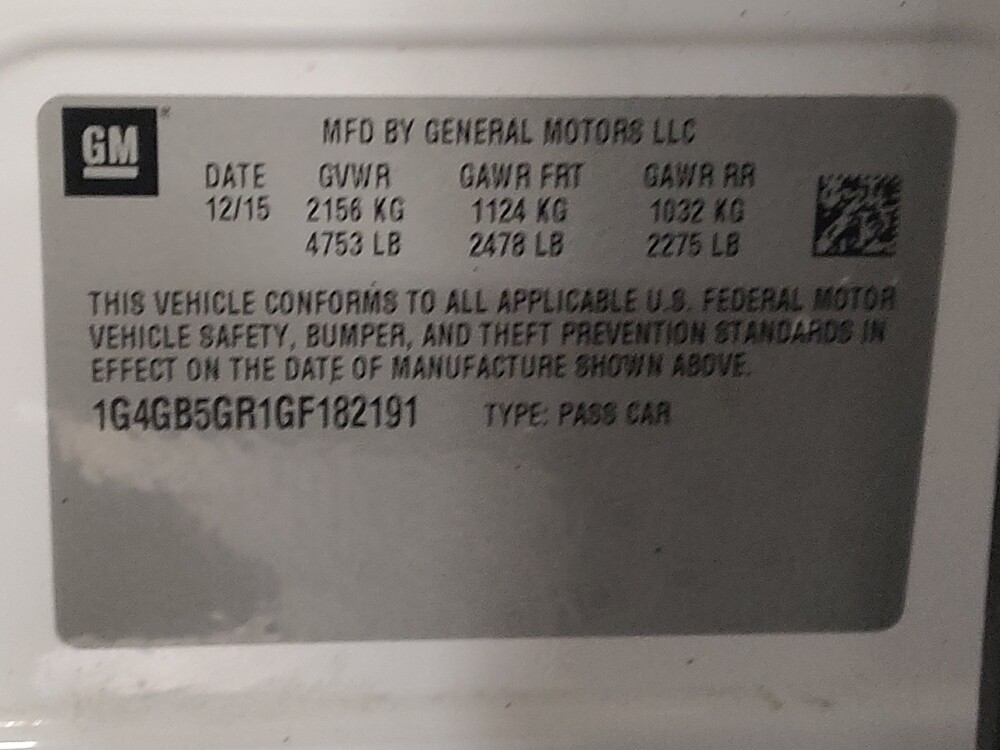 GM
MFD BY GENERAL MOTORS LLC
DATE GVWR GAWR FRT GAWR RR
12/15 2156 KG 1124 KG 1032 KG
4753 LB 2478 LB 2275 LB
THIS VEHICLE CONFORMS TO ALL APPLICABLE U.S. FEDERAL MOTOR
VEHICLE SAFETY, BUMPER, AND THEFT PREVENTION STANDARDS IN
EFFECT ON THE DATE OF MANUFACTURE SHOWN ABOVE.
1G4GB5GR1GF182191 TYPE: PASS CAR